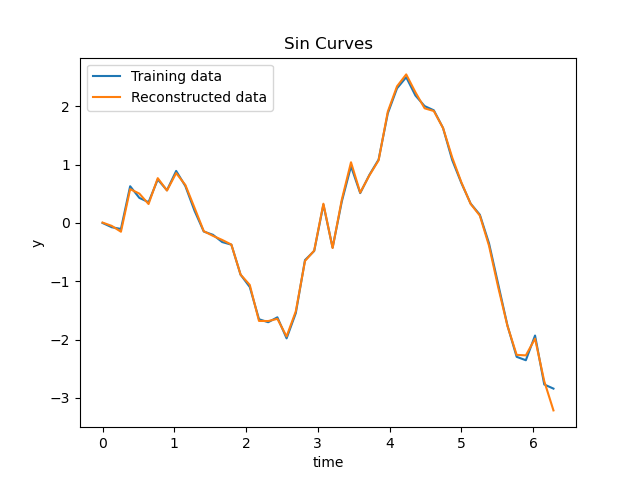 Sin Curves
Training data
Reconstructed data
y
2
1
0
−1
−2
−3
0 1 2 3 4 5 6
time